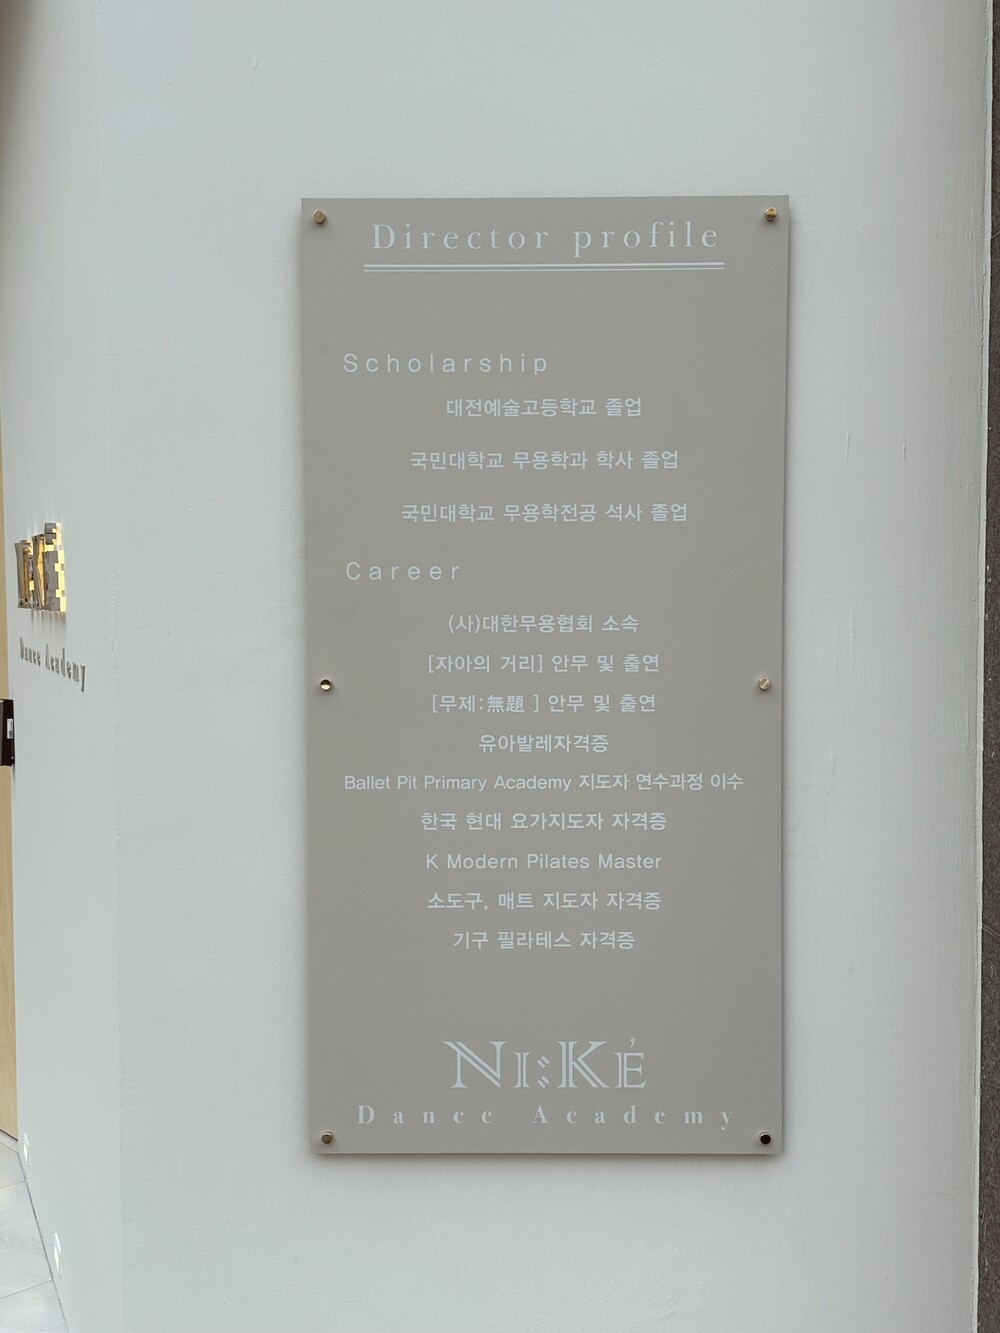 Director profile
Scholarship
대전예술고등학교 졸업
국민대학교 무용학과 학사 졸업
국민대학교 무용학전공 석사 졸업
Career
(사)대한무용협회 소속
[자아의 거리] 안무 및 출연
[무제:無題 ] 안무 및 출연
유아발레자격증
Ballet Pit Primary Academy 지도자 연수과정 이수
한국 현대 요가지도자 자격증
K Modern Pilates Master
소도구, 매트 지도자 자격증
기구 필라테스 자격증
NI:KÉ
Dance Academy
Dance Academy